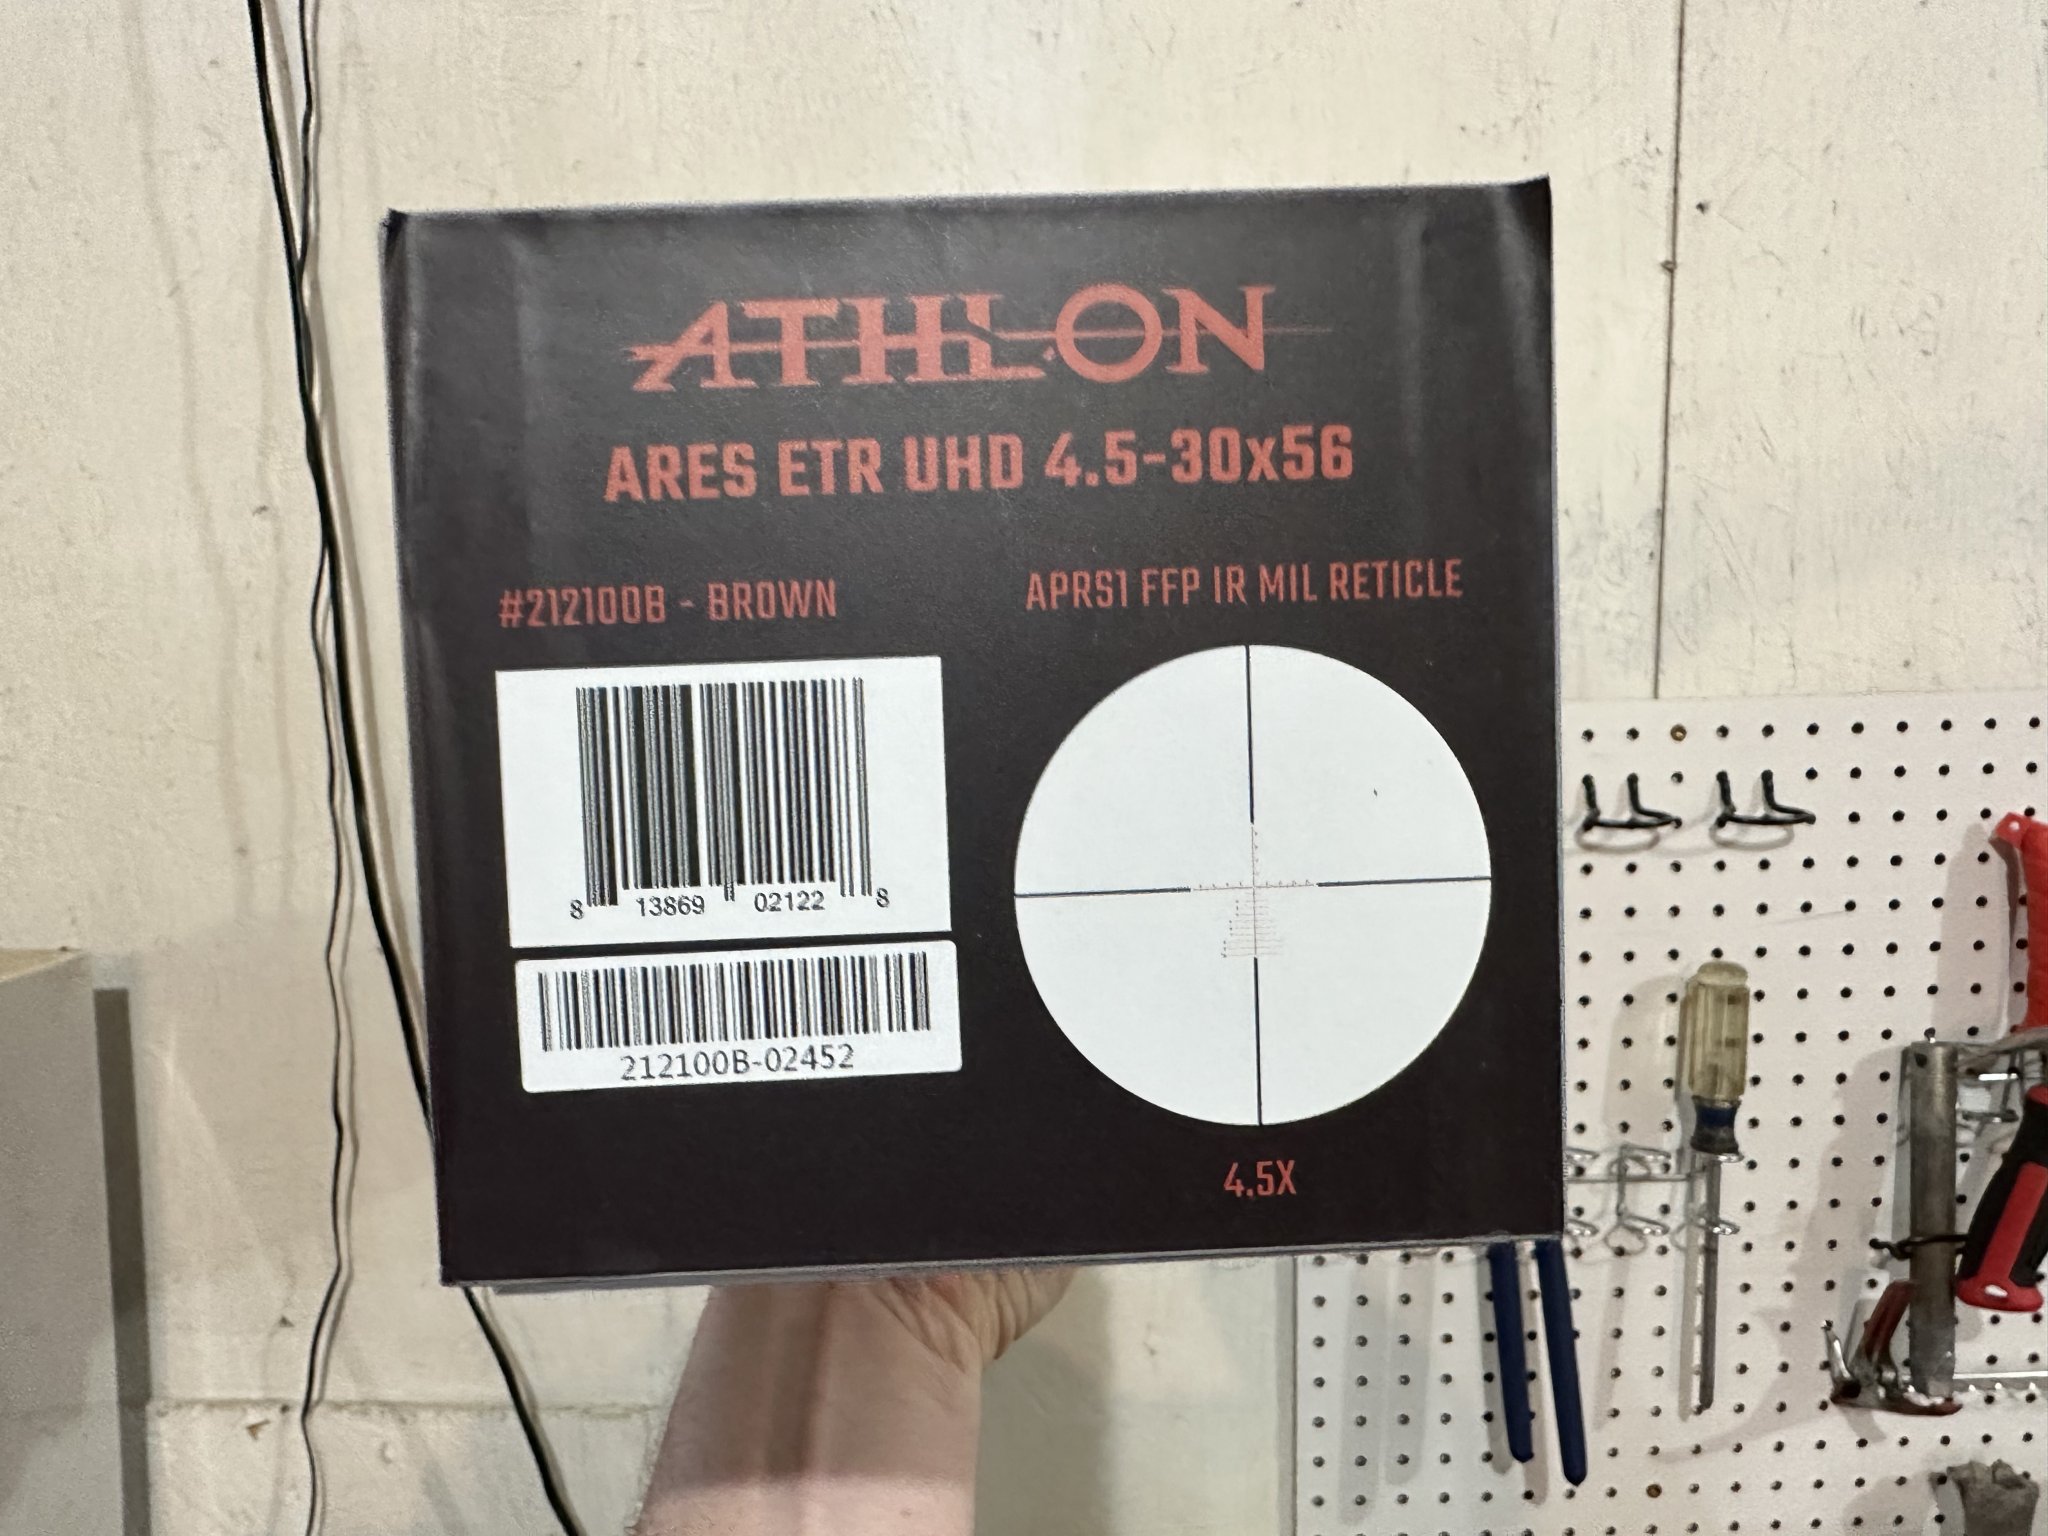 ATHLON
ARES ETR UHD 4.5-30x56
#212100B - BROWN
APRS1 FFP IR MIL RETICLE
8 13869 02122 8
212100B-02452
4.5X